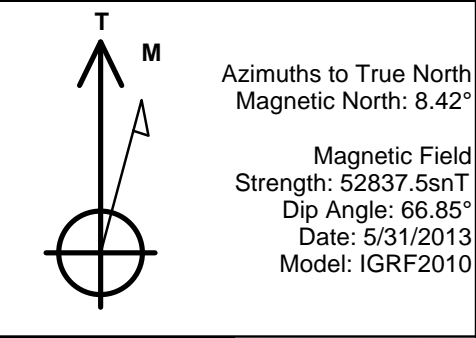 T
M
Azimuths to True North
Magnetic North: 8.42°
Magnetic Field
Strength: 52837.5snT
Dip Angle: 66.85°
Date: 5/31/2013
Model: IGRF2010